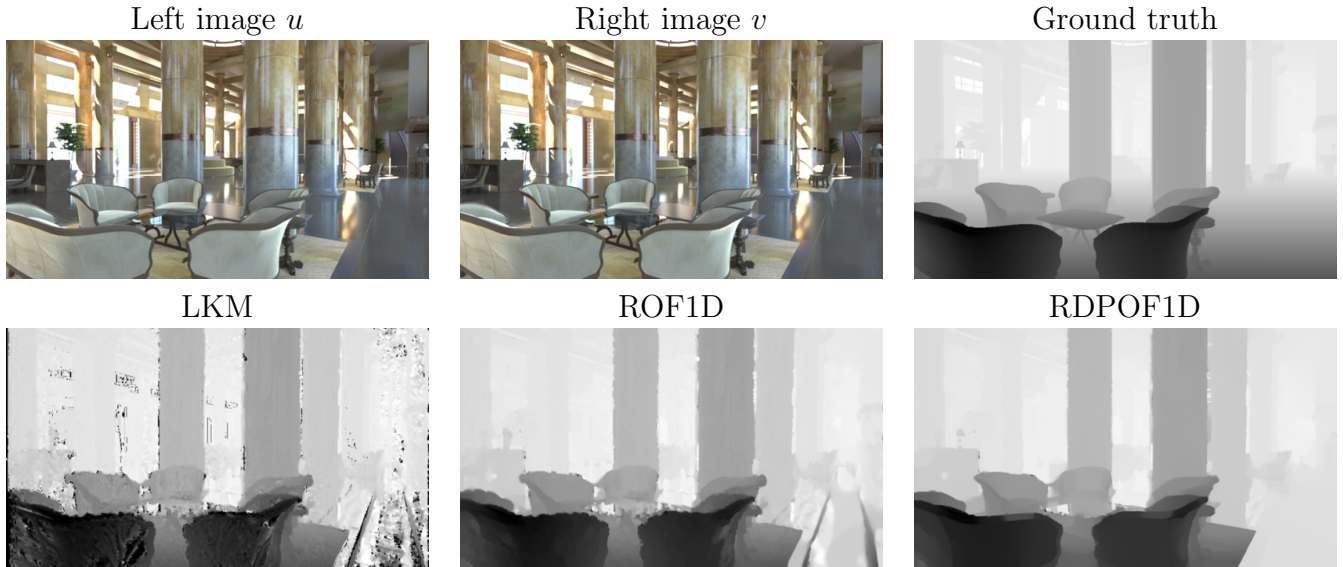 Left image u
Right image v
Ground truth
LKM
ROF1D
RDPOF1D